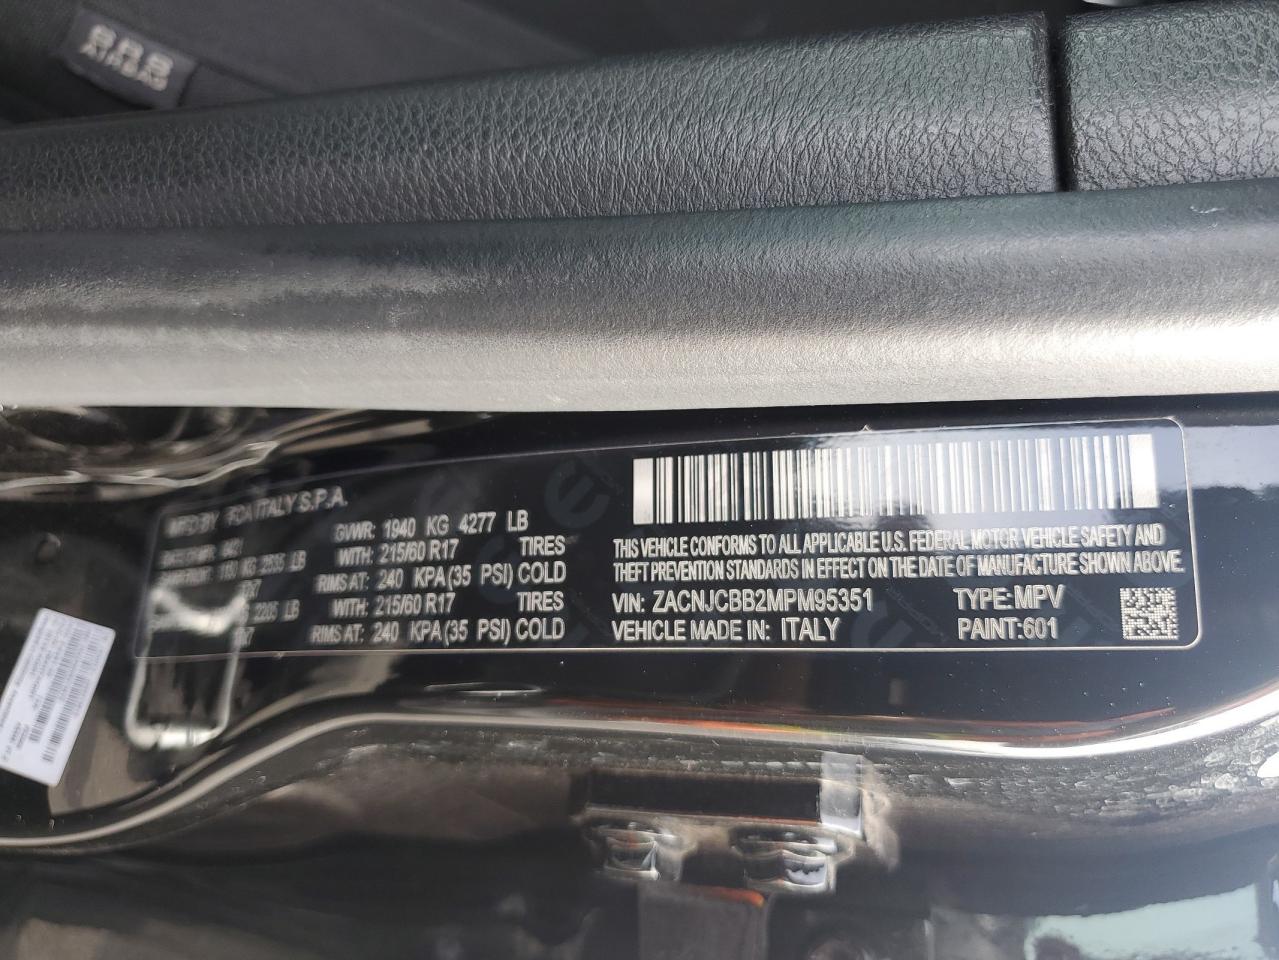 SRS
AIRBAG
MFD BY FCA ITALY S.P.A.
GVWR: 1940 KG 4277 LB
LB WITH: 215/60 R17 TIRES
RIMS AT: 240 KPA (35 PSI) COLD
2205 LB WITH: 215/60 R17 TIRES
RIMS AT: 240 KPA (35 PSI) COLD
THIS VEHICLE CONFORMS TO ALL APPLICABLE U.S. FEDERAL MOTOR VEHICLE SAFETY AND
THEFT PREVENTION STANDARDS IN EFFECT ON THE DATE OF MANUFACTURE SHOWN ABOVE.
VIN: ZACNJCBB2MPM95351 TYPE: MPV
VEHICLE MADE IN: ITALY PAINT: 601